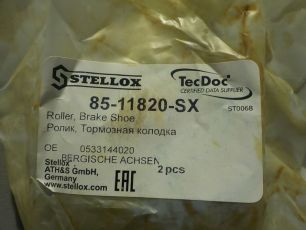 STELLOX
TecDoc
CERTIFIED DATA SUPPLIER
85-11820-SX
ST0068
Roller, Brake Shoe
Ролик, Тормозная колодка
OE 0533144020
BERGISCHE ACHSEN
Stellox
2 pcs
ATH&S GmbH
Germany
www.stellox.com
EAC